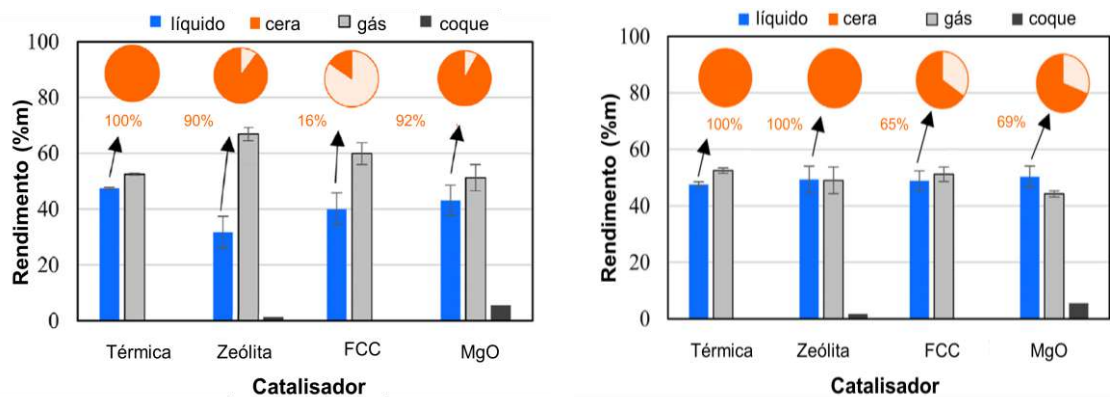 líquido cera gás coque
100
80
60
40
20
0
Rendimento (%m)
100% 90% 16% 92%
Térmica Zeólita FCC MgO
Catalisador
líquido cera gás coque
100
80
60
40
20
0
Rendimento (%m)
100% 100% 65% 69%
Térmica Zeólita FCC MgO
Catalisador